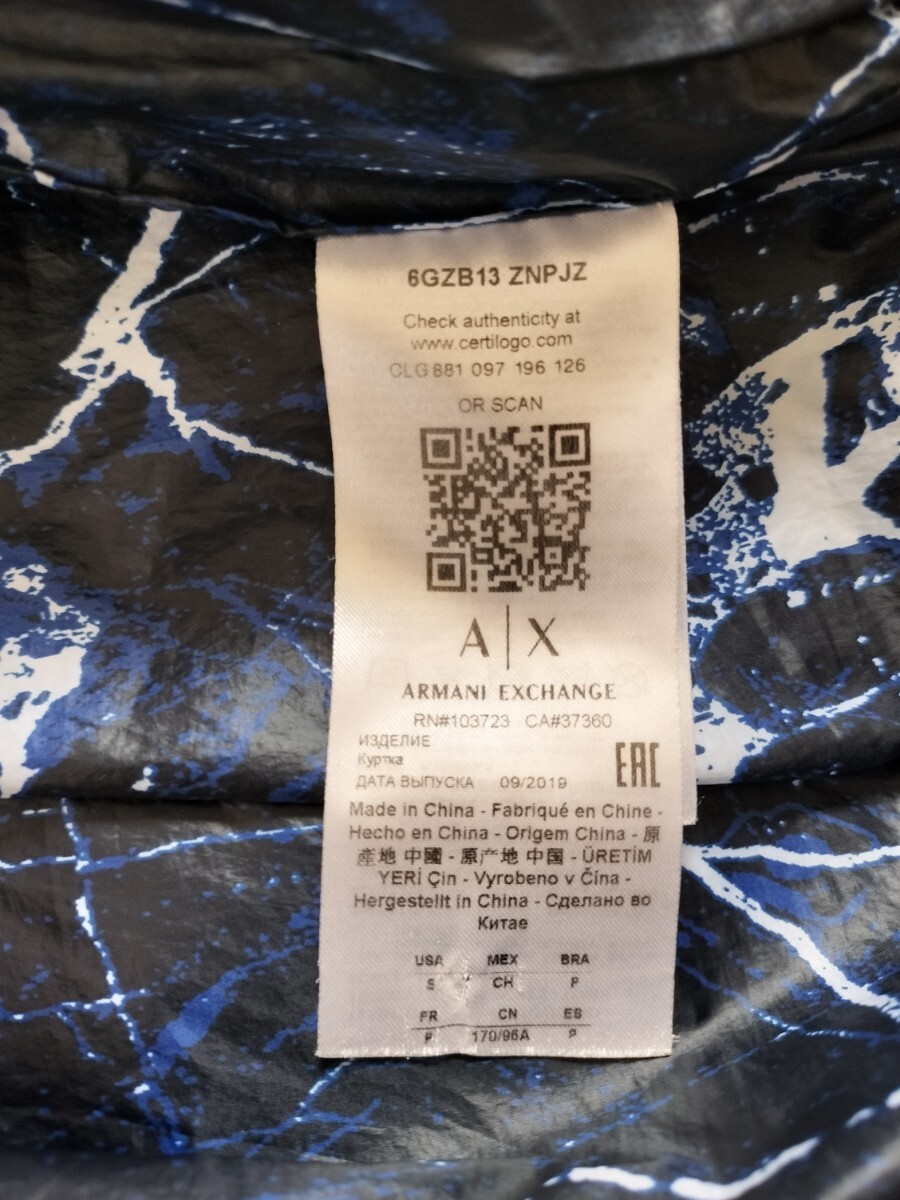 6GZB13 ZNPJZ
Check authenticity at
www.certilogo.com
CLG 881 097 196 126
OR SCAN
A|X
ARMANI EXCHANGE
RN#103723 CA#37360
ИЗДЕЛИЕ
Куртка
EAC
ДАТА ВЫПУСКА 09/2019
Made in China - Fabriqué en Chine -
Hecho en China - Origem China - 原
産地 中國 - 原产地 中国 - ÜRETİM
YERİ Çin - Vyrobeno v Čína -
Hergestellt in China - Сделано во
Китае
USA MEX BRA
S CH P
FR CN ES
P 170/96A P